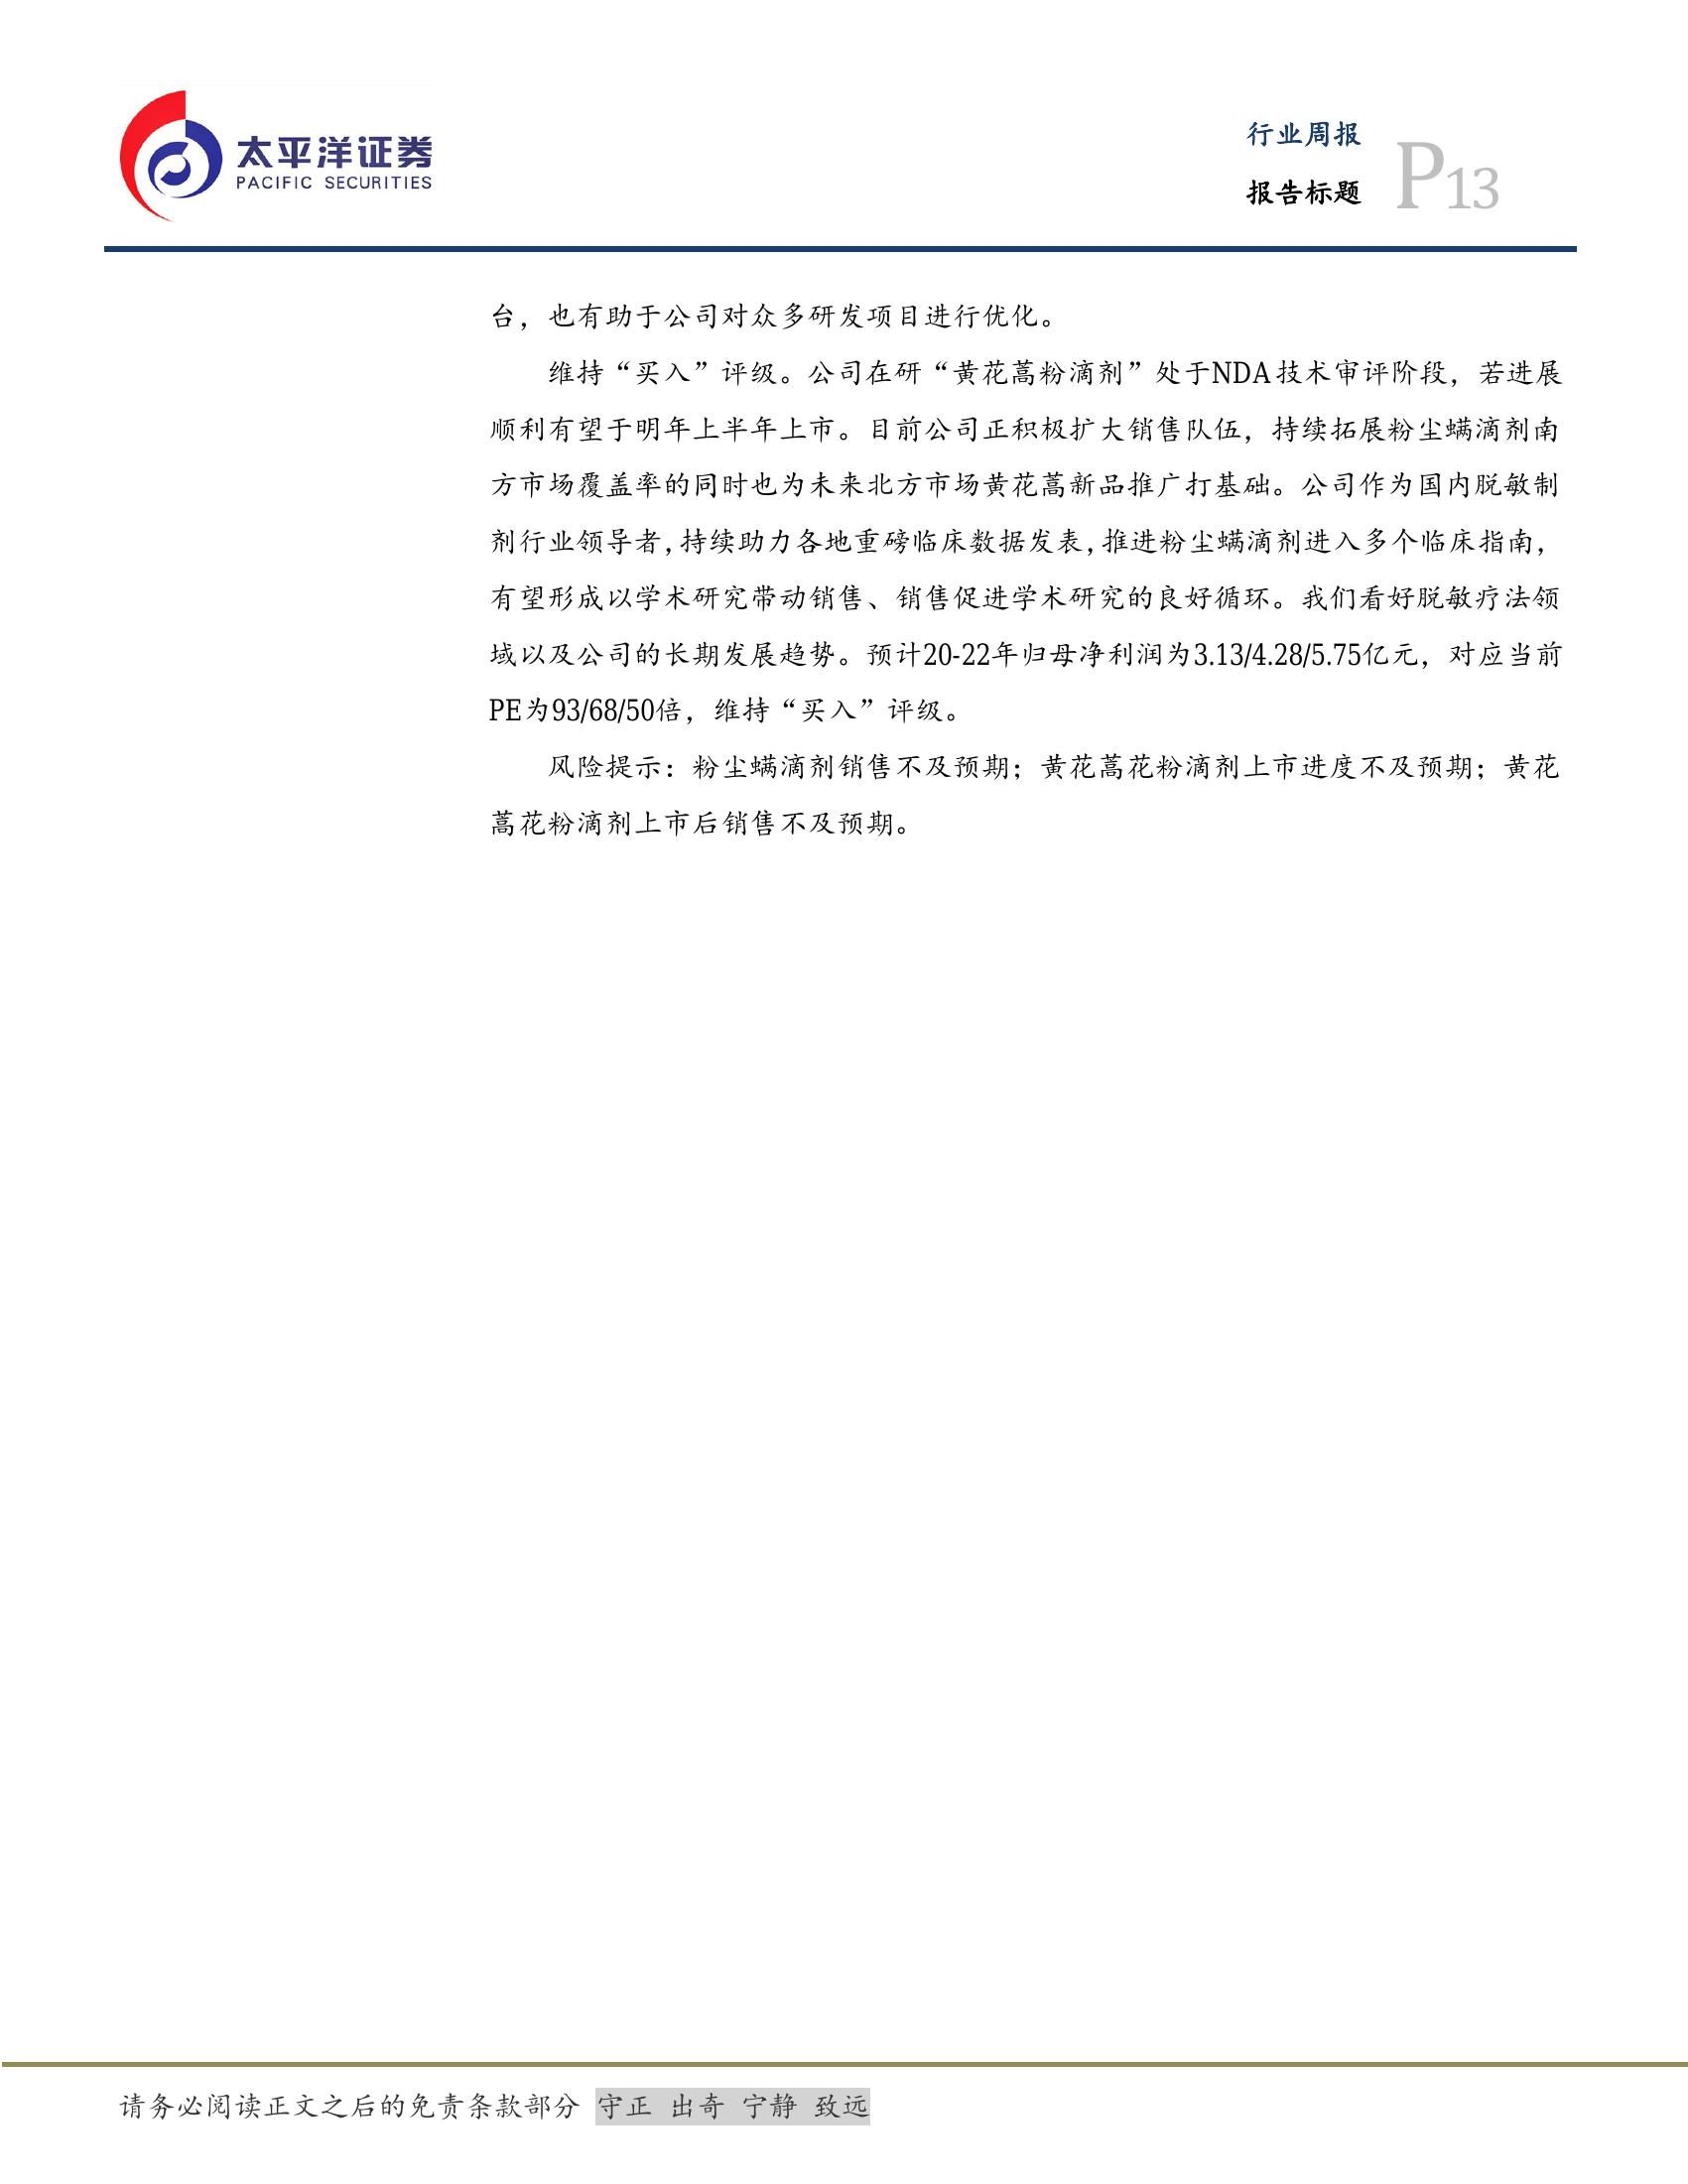 太平洋证券
PACIFIC SECURITIES
行业周报
报告标题
P13
台，也有助于公司对众多研发项目进行优化。
维持“买入”评级。公司在研“黄花蒿粉滴剂”处于NDA技术审评阶段，若进展
顺利有望于明年上半年上市。目前公司正积极扩大销售队伍，持续拓展粉尘螨滴剂南
方市场覆盖率的同时也为未来北方市场黄花蒿新品推广打基础。公司作为国内脱敏制
剂行业领导者，持续助力各地重磅临床数据发表，推进粉尘螨滴剂进入多个临床指南，
有望形成以学术研究带动销售、销售促进学术研究的良好循环。我们看好脱敏疗法领
域以及公司的长期发展趋势。预计20-22年归母净利润为3.13/4.28/5.75亿元，对应当前
PE为93/68/50倍，维持“买入”评级。
风险提示：粉尘螨滴剂销售不及预期；黄花蒿花粉滴剂上市进度不及预期；黄花
蒿花粉滴剂上市后销售不及预期。
请务必阅读正文之后的免责条款部分 守正 出奇 宁静 致远